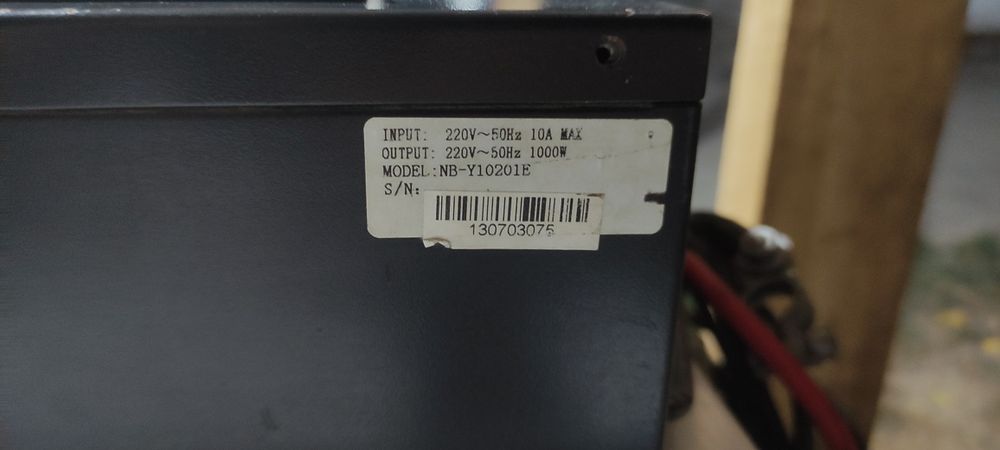 INPUT: 220V~50Hz 10A MAX
OUTPUT: 220V~50Hz 1000W
MODEL:NB-Y10201E
S/N:
130703075